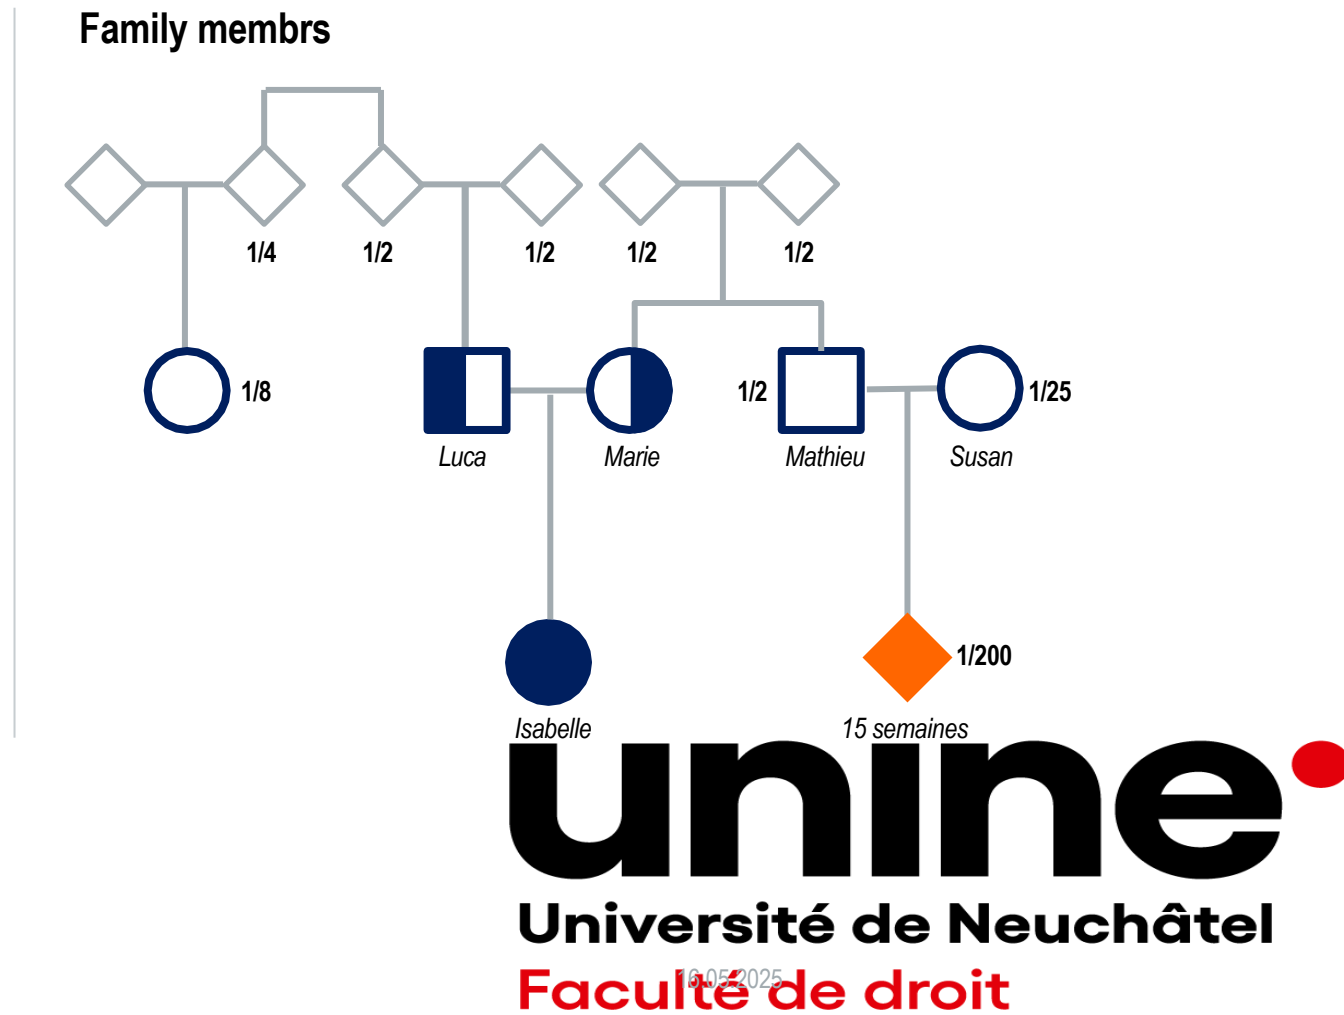 Family membrs
1/4 1/2 1/2 1/2 1/2
1/8 1/2 1/25
Luca Marie Mathieu Susan
1/200
Isabelle 15 semaines
unine
Université de Neuchâtel
Faculté de droit
16.05.2025